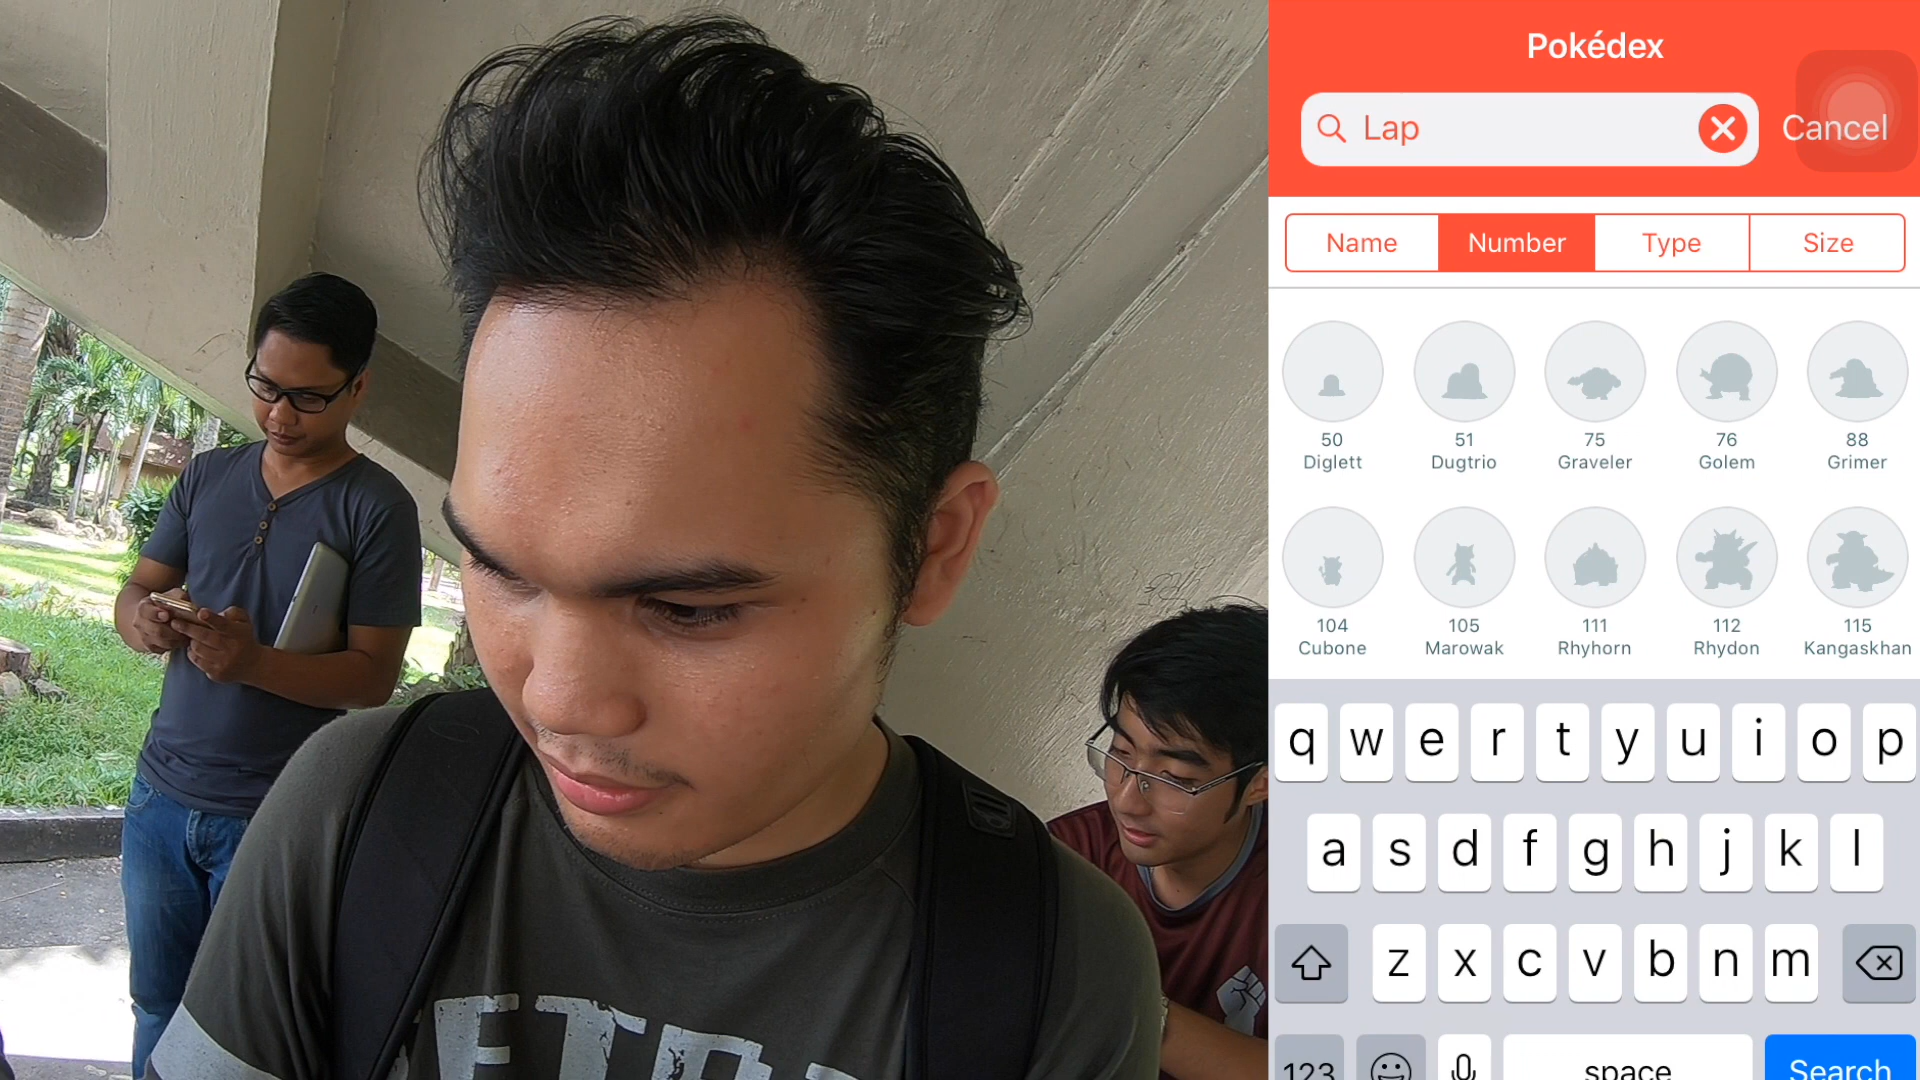 Pokédex
Lap
Cancel
Name Number Type Size
50 51 75 76 88
Diglett Dugtrio Graveler Golem Grimer
104 105 111 112 115
Cubone Marowak Rhyhorn Rhydon Kangaskhan
q w e r t y u i o p
a s d f g h j k l
z x c v b n m
123 space Search